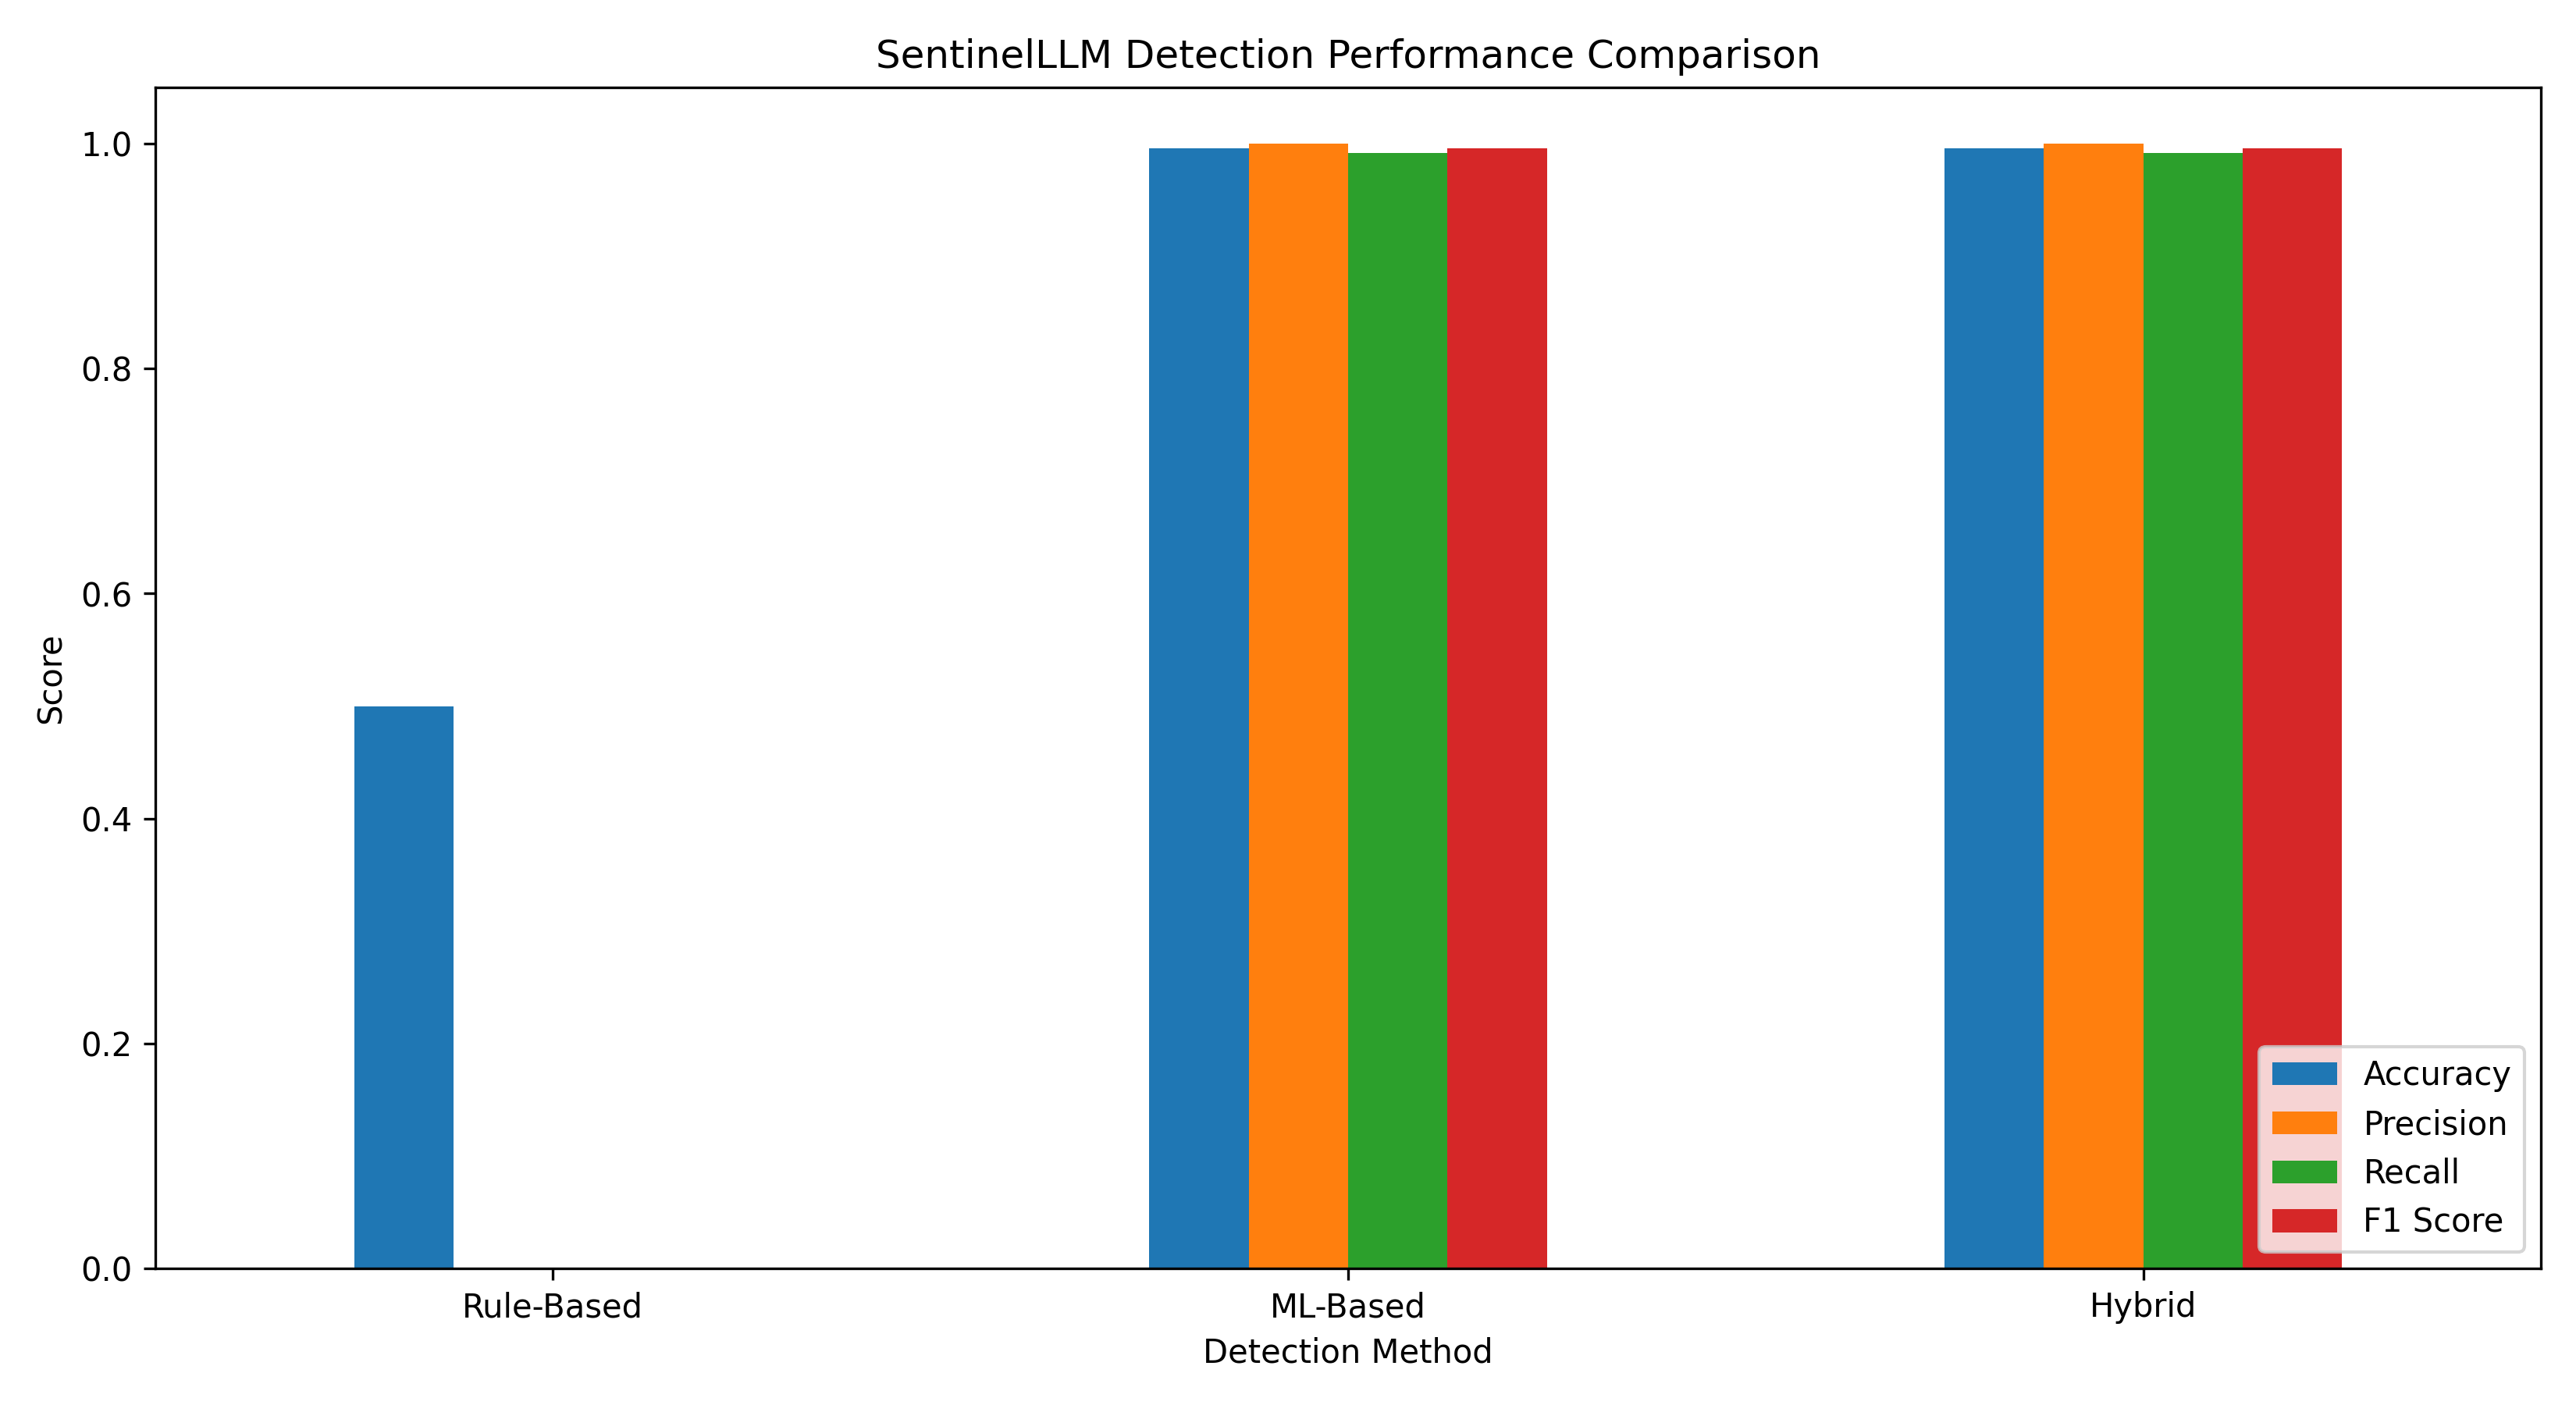 SentinelLLM Detection Performance Comparison
1.0
0.8
0.6
0.4
0.2
0.0
Score
Rule-Based
ML-Based
Hybrid
Detection Method
Accuracy
Precision
Recall
F1 Score